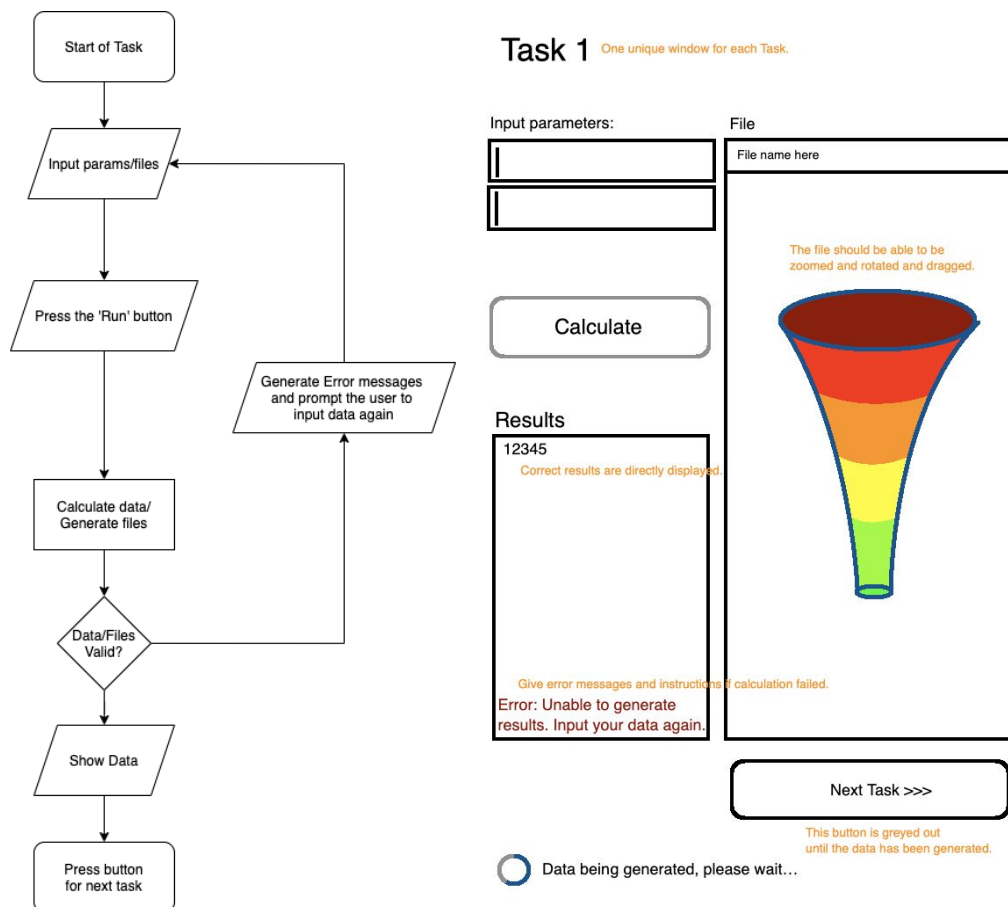 Start of Task
Input params/files
Press the 'Run' button
Generate Error messages
and prompt the user to
input data again
Calculate data/
Generate files
Data/Files
Valid?
Show Data
Press button
for next task
Task 1
One unique window for each Task.
Input parameters:
Calculate
Results
12345
Correct results are directly displayed.
Give error messages and instructions if calculation failed.
Error: Unable to generate
results. Input your data again.
File
File name here
The file should be able to be
zoomed and rotated and dragged.
Next Task >>>
This button is greyed out
until the data has been generated.
Data being generated, please wait...